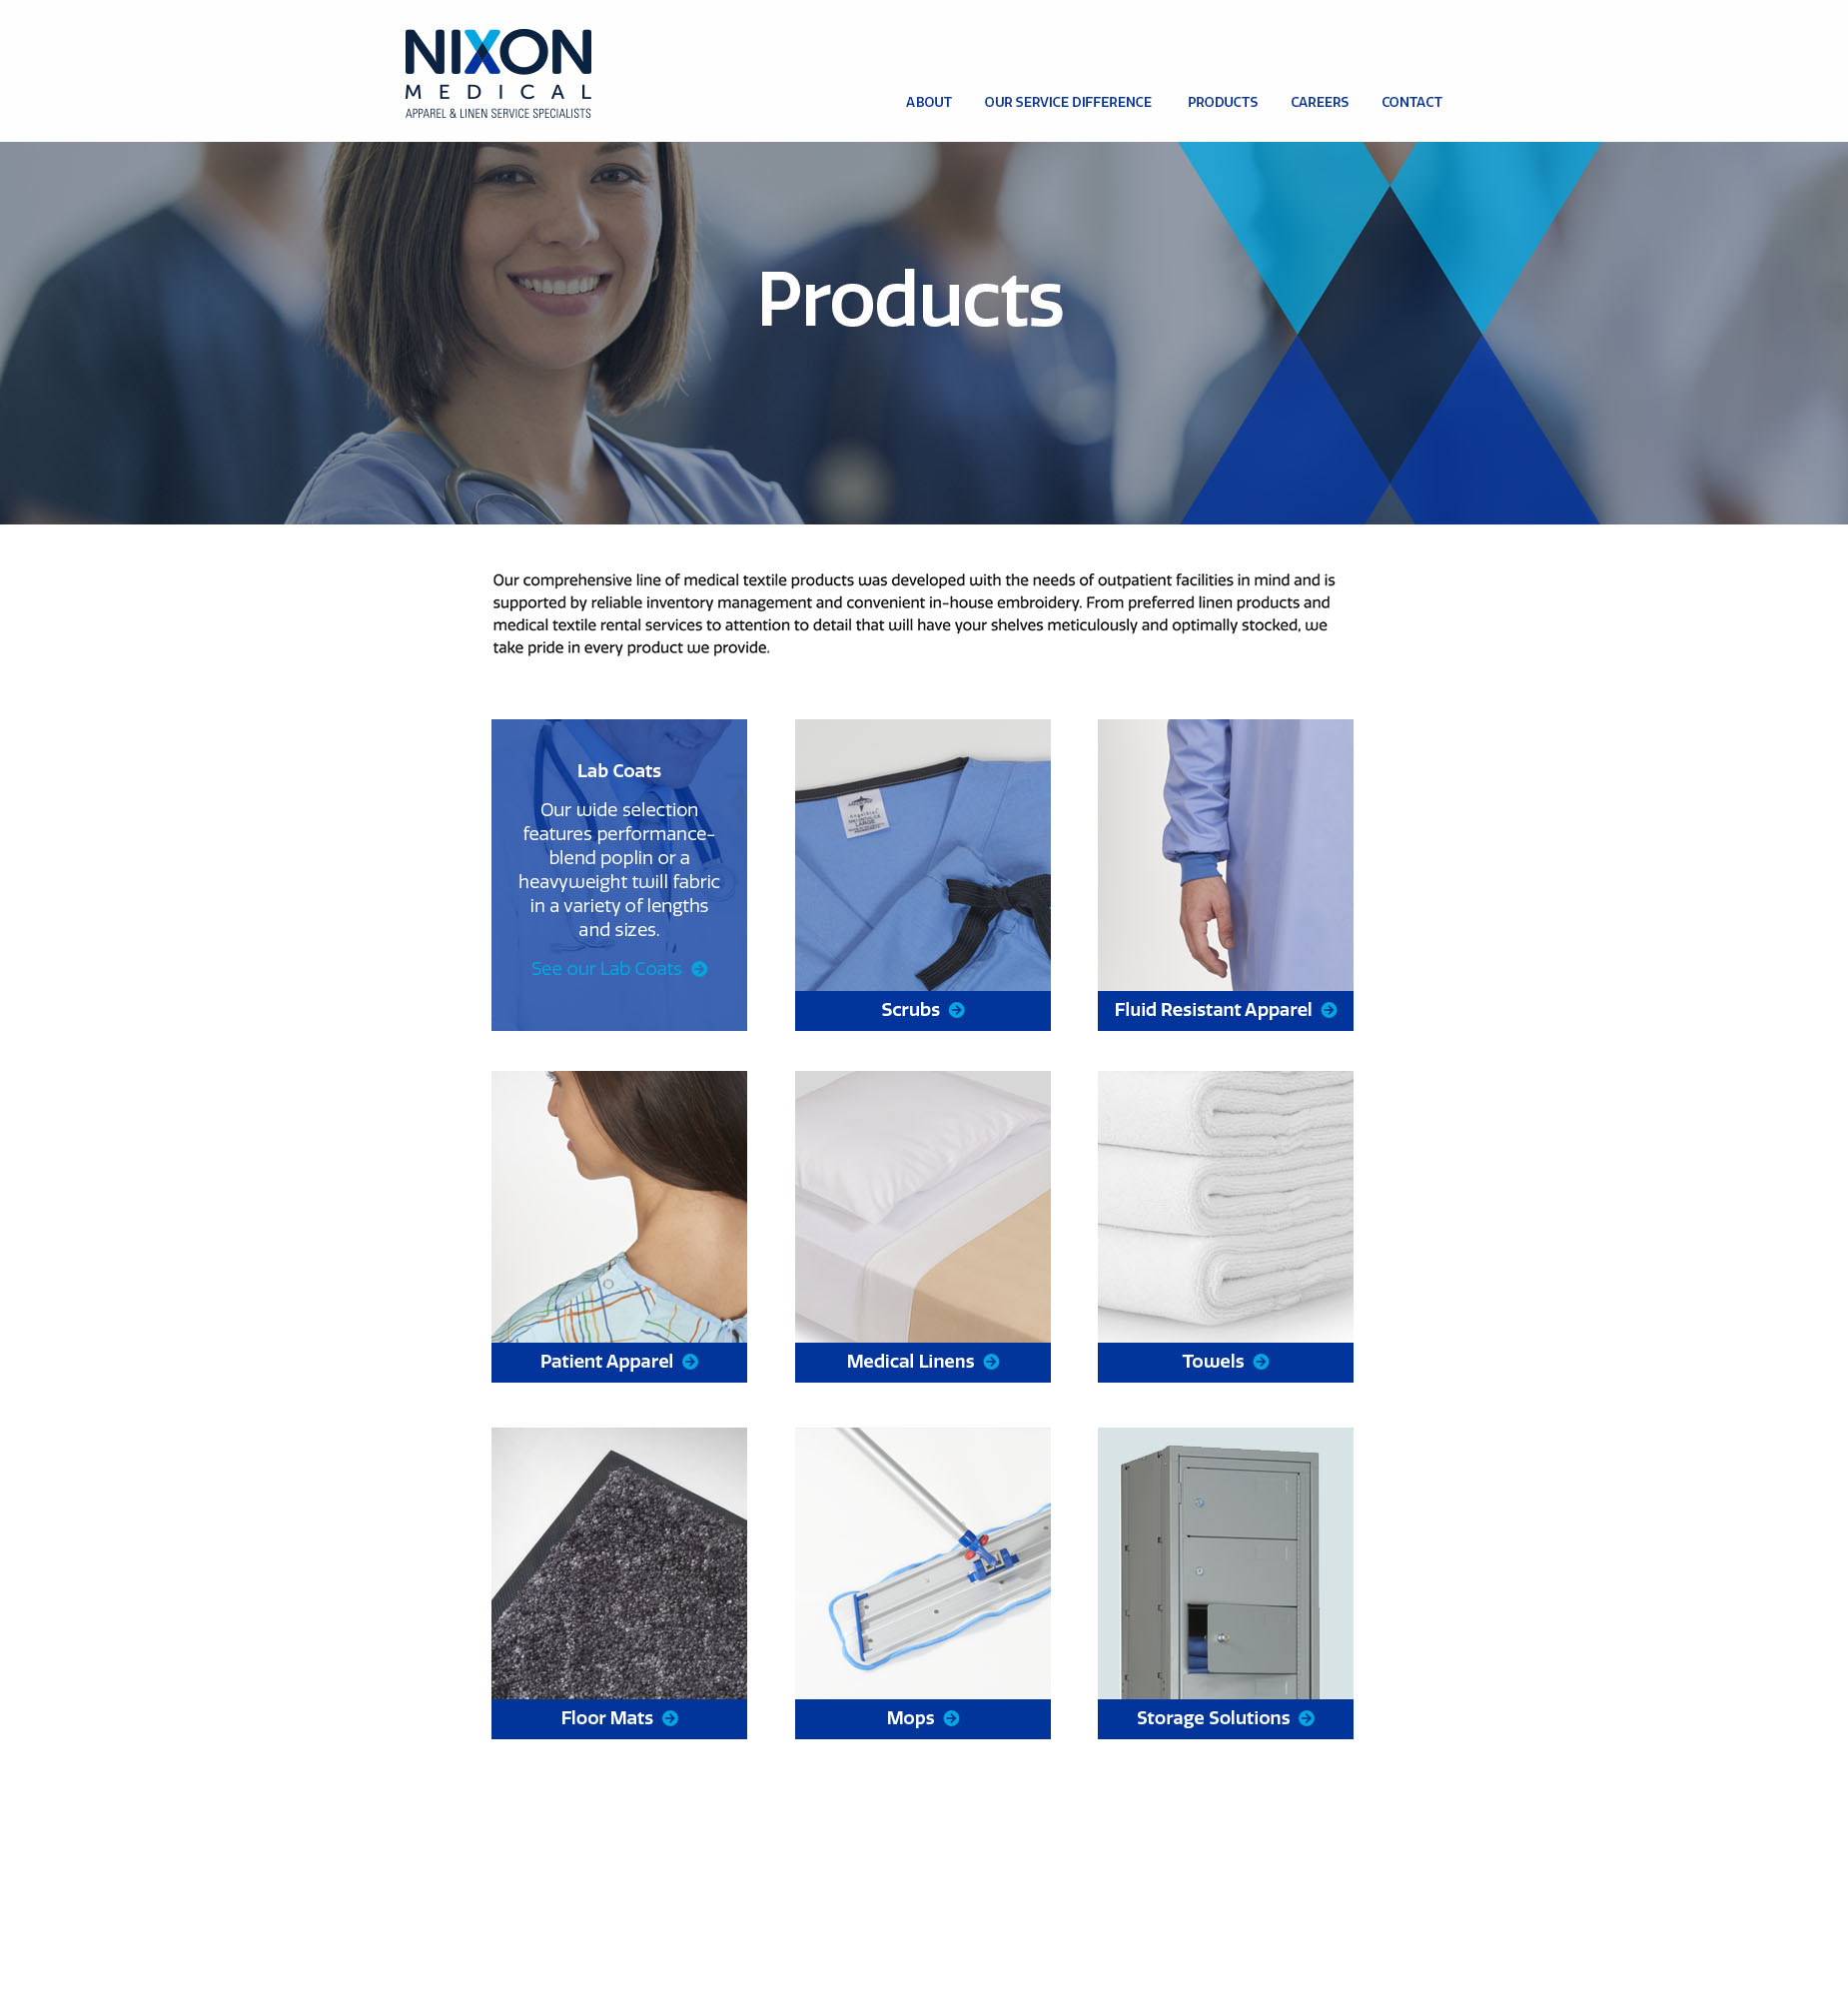 NIXON
MEDICAL
APPAREL & LINEN SERVICE SPECIALISTS
ABOUT OUR SERVICE DIFFERENCE PRODUCTS CAREERS CONTACT
Products
Our comprehensive line of medical textile products was developed with the needs of outpatient facilities in mind and is
supported by reliable inventory management and convenient in-house embroidery. From preferred linen products and
medical textile rental services to attention to detail that will have your shelves meticulously and optimally stocked, we
take pride in every product we provide.
Lab Coats
Our wide selection
features performance-
blend poplin or a
heavyweight twill fabric
in a variety of lengths
and sizes.
See our Lab Coats
LARGE
Scrubs
Fluid Resistant Apparel
Patient Apparel
Medical Linens
Towels
Floor Mats
Mops
Storage Solutions